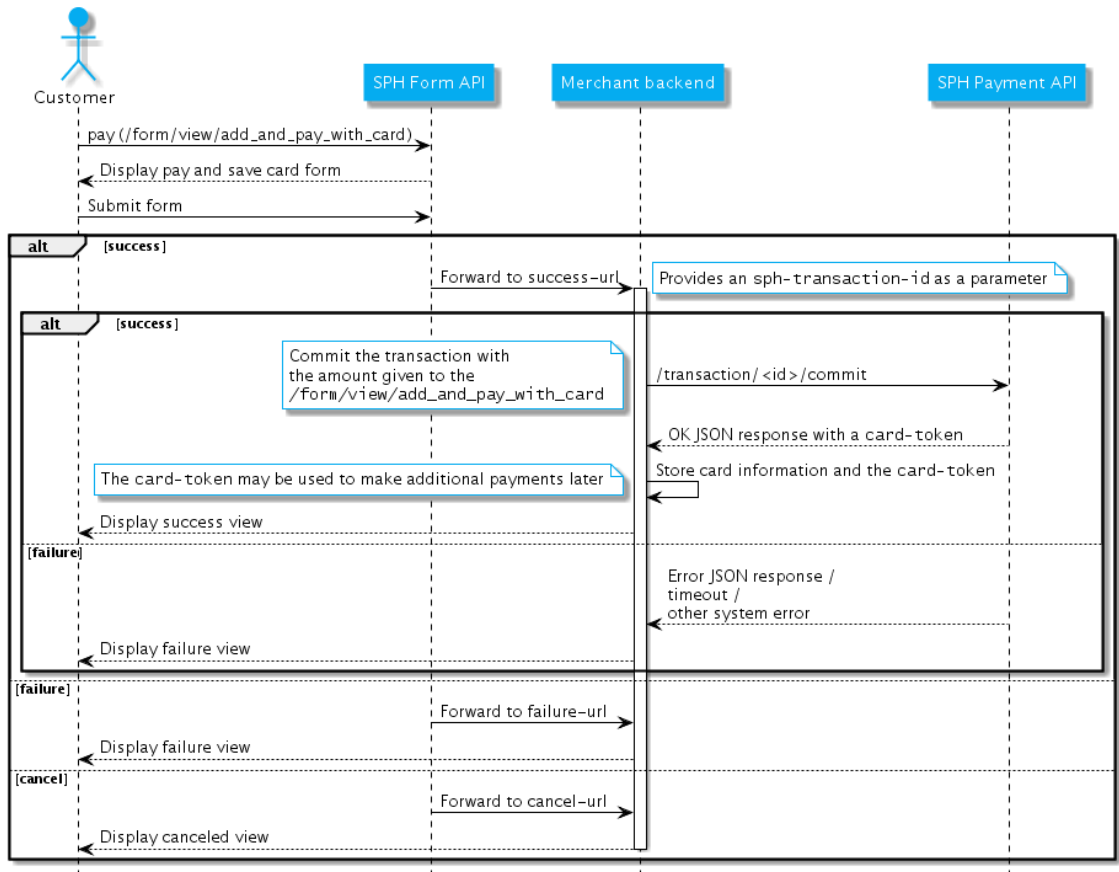 Customer
SPH Form API
Merchant backend
SPH Payment API
pay (/form/view/add_and_pay_with_card)
Display pay and save card form
Submit form
alt
[success]
Forward to success-url
Provides an sph-transaction-id as a parameter
alt
[success]
Commit the transaction with
the amount given to the
/form/view/add_and_pay_with_card
/transaction/<id>/commit
OK JSON response with a card-token
Store card information and the card-token
The card-token may be used to make additional payments later
Display success view
[failure]
Error JSON response /
timeout /
other system error
Display failure view
[failure]
Forward to failure-url
Display failure view
[cancel]
Forward to cancel-url
Display canceled view